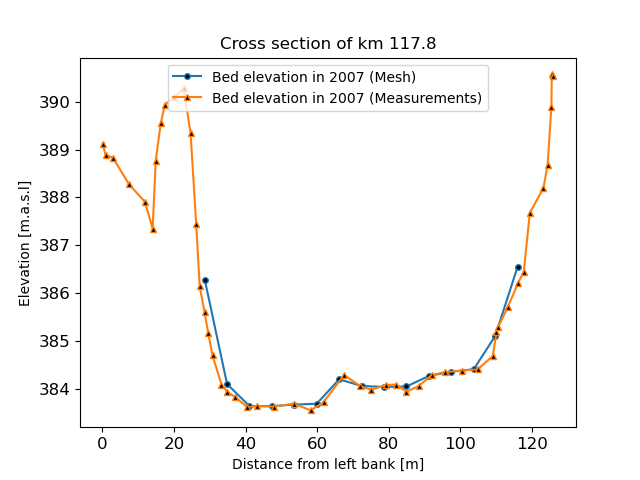 Cross section of km 117.8
Bed elevation in 2007 (Mesh)
Bed elevation in 2007 (Measurements)
Elevation [m.a.s.l]
390
389
388
387
386
385
384
0 20 40 60 80 100 120
Distance from left bank [m]